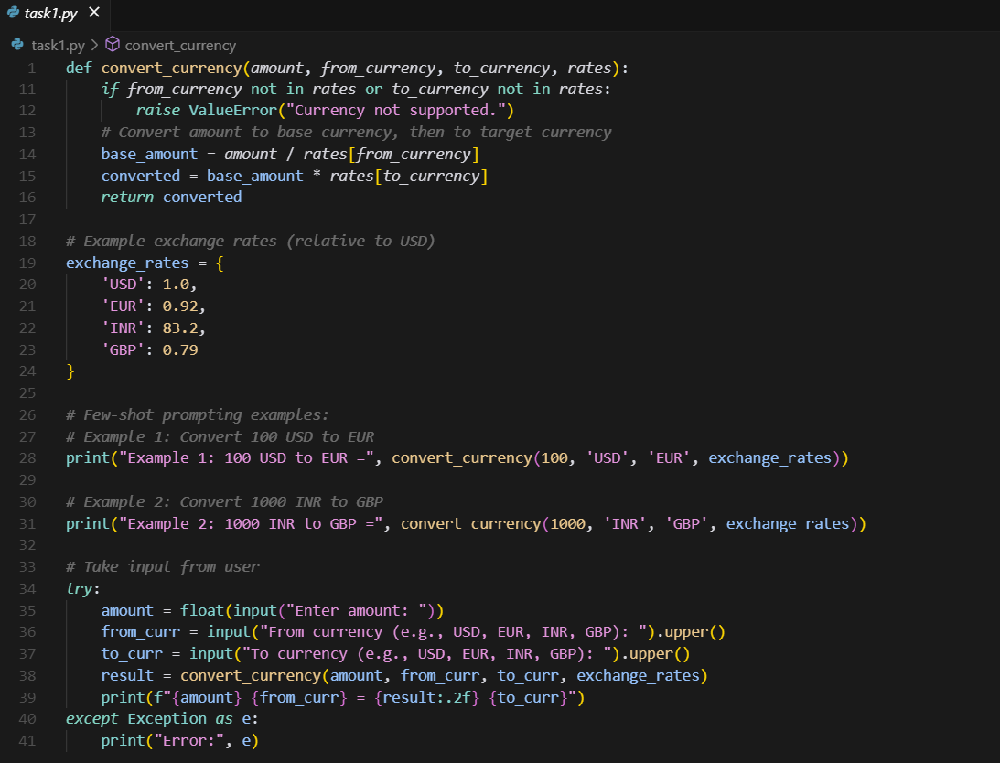 task1.py ×
task1.py > convert_currency
1 def convert_currency(amount, from_currency, to_currency, rates):
11     if from_currency not in rates or to_currency not in rates:
12         raise ValueError("Currency not supported.")
13     # Convert amount to base currency, then to target currency
14     base_amount = amount / rates[from_currency]
15     converted = base_amount * rates[to_currency]
16     return converted
17
18 # Example exchange rates (relative to USD)
19 exchange_rates = {
20     'USD': 1.0,
21     'EUR': 0.92,
22     'INR': 83.2,
23     'GBP': 0.79
24 }
25
26 # Few-shot prompting examples:
27 # Example 1: Convert 100 USD to EUR
28 print("Example 1: 100 USD to EUR =", convert_currency(100, 'USD', 'EUR', exchange_rates))
29
30 # Example 2: Convert 1000 INR to GBP
31 print("Example 2: 1000 INR to GBP =", convert_currency(1000, 'INR', 'GBP', exchange_rates))
32
33 # Take input from user
34 try:
35     amount = float(input("Enter amount: "))
36     from_curr = input("From currency (e.g., USD, EUR, INR, GBP): ").upper()
37     to_curr = input("To currency (e.g., USD, EUR, INR, GBP): ").upper()
38     result = convert_currency(amount, from_curr, to_curr, exchange_rates)
39     print(f"{amount} {from_curr} = {result:.2f} {to_curr}")
40 except Exception as e:
41     print("Error:", e)